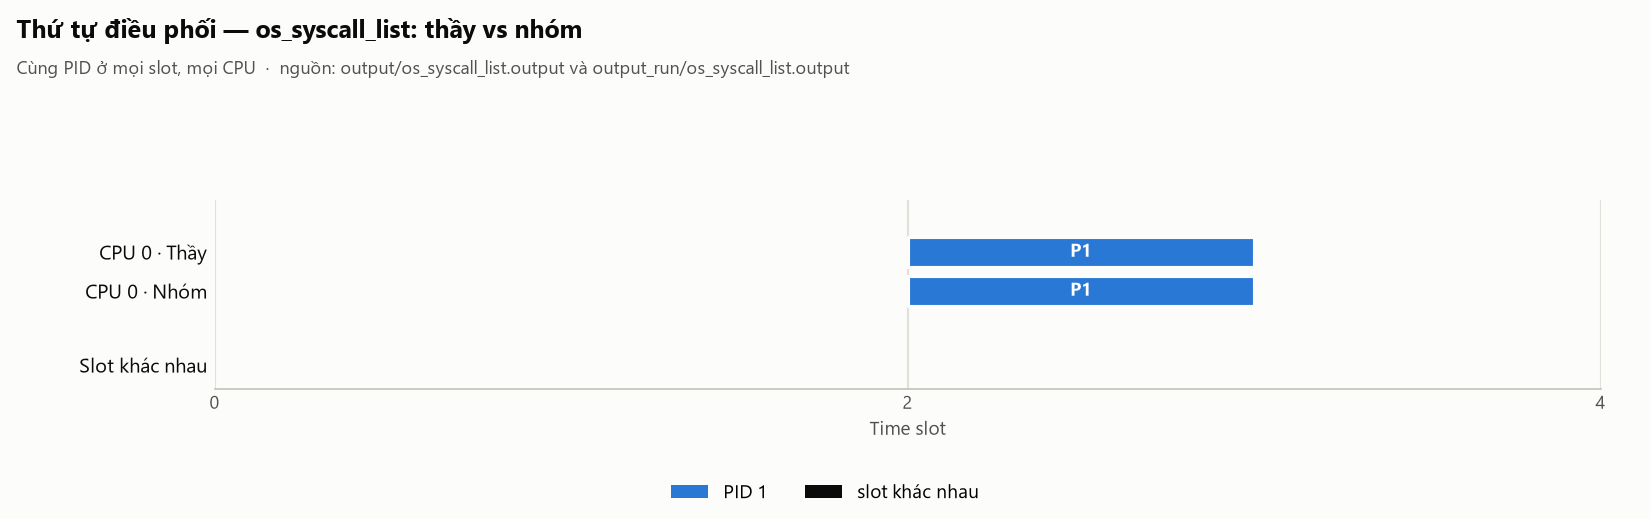 Thứ tự điều phối — os_syscall_list: thầy vs nhóm
Cùng PID ở mọi slot, mọi CPU · nguồn: output/os_syscall_list.output và output_run/os_syscall_list.output
CPU 0 · Thầy
P1
CPU 0 · Nhóm
P1
Slot khác nhau
0
2
4
Time slot
PID 1
slot khác nhau